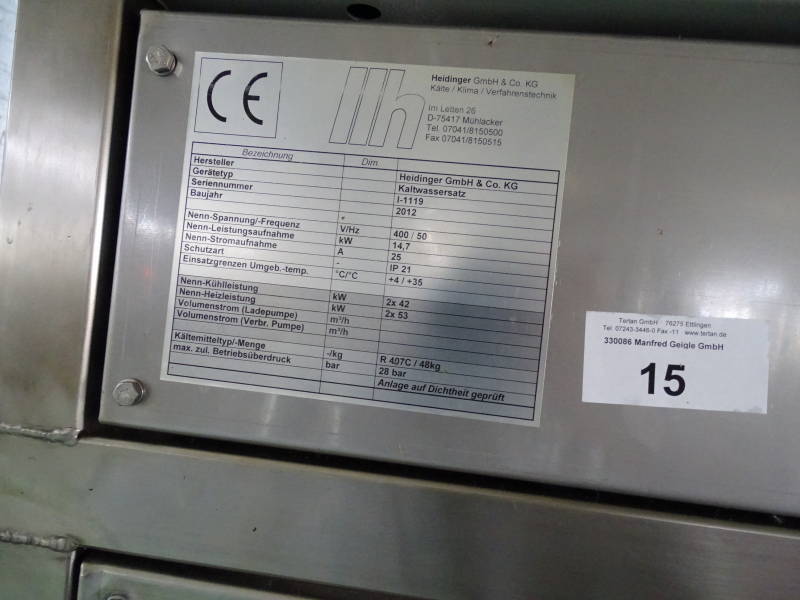 CE
h
Heidinger GmbH & Co. KG
Kälte / Klima / Verfahrenstechnik
Im Letten 26
D-75417 Mühlacker
Tel. 07041/8150500
Fax 07041/8150515
Bezeichnung Dim.
Hersteller Heidinger GmbH & Co. KG
Gerätetyp Kaltwassersatz
Seriennummer I-1119
Baujahr 2012
Nenn-Spannung/-Frequenz V/Hz 400 / 50
Nenn-Leistungsaufnahme kW 14,7
Nenn-Stromaufnahme A 25
Schutzart - IP 21
Einsatzgrenzen Umgeb.-temp. °C/°C +4 / +35
Nenn-Kühlleistung kW 2x 42
Nenn-Heizleistung kW 2x 53
Volumenstrom (Ladepumpe) m³/h
Volumenstrom (Verbr. Pumpe) m³/h
Kältemitteltyp/-Menge -/kg R 407C / 48kg
max. zul. Betriebsüberdruck bar 28 bar
Anlage auf Dichtheit geprüft
Tertan GmbH 76275 Ettlingen
Tel. 07243-3446-0 Fax -11 www.tertan.de
330086 Manfred Geigle GmbH
15